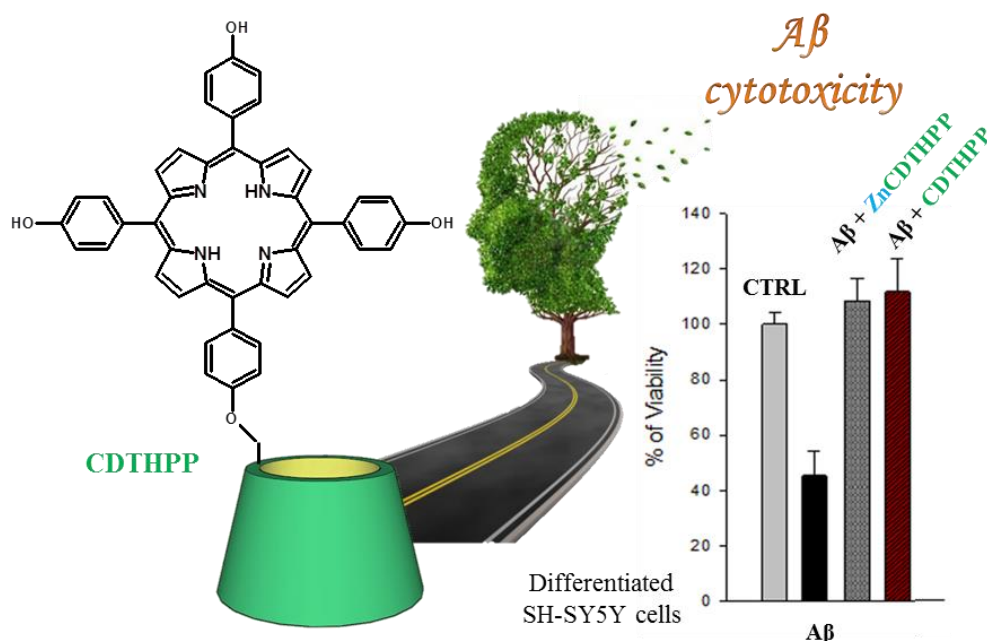 OH
N
HN
HO
OH
NH
N
O
CDTHPP
Aβ
cytotoxicity
Aβ + ZnCDTHPP
Aβ + CDTHPP
CTRL
% of Viability
140
120
100
80
60
40
20
0
Aβ
Differentiated
SH-SY5Y cells